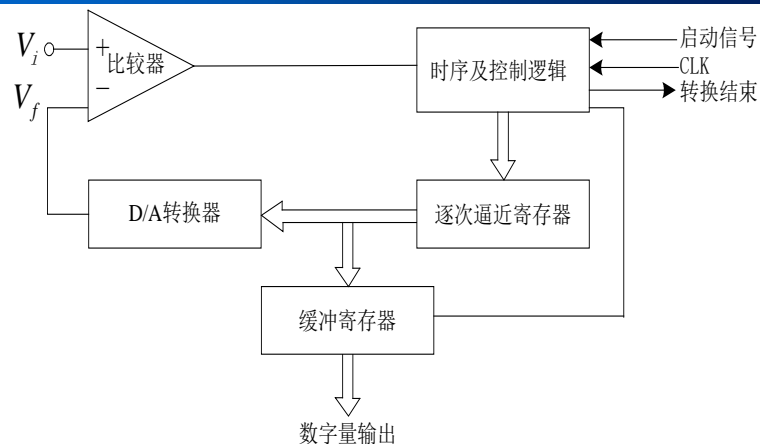 V_i
+
比较器
−
V_f
时序及控制逻辑
启动信号
CLK
转换结束
D/A转换器
逐次逼近寄存器
缓冲寄存器
数字量输出